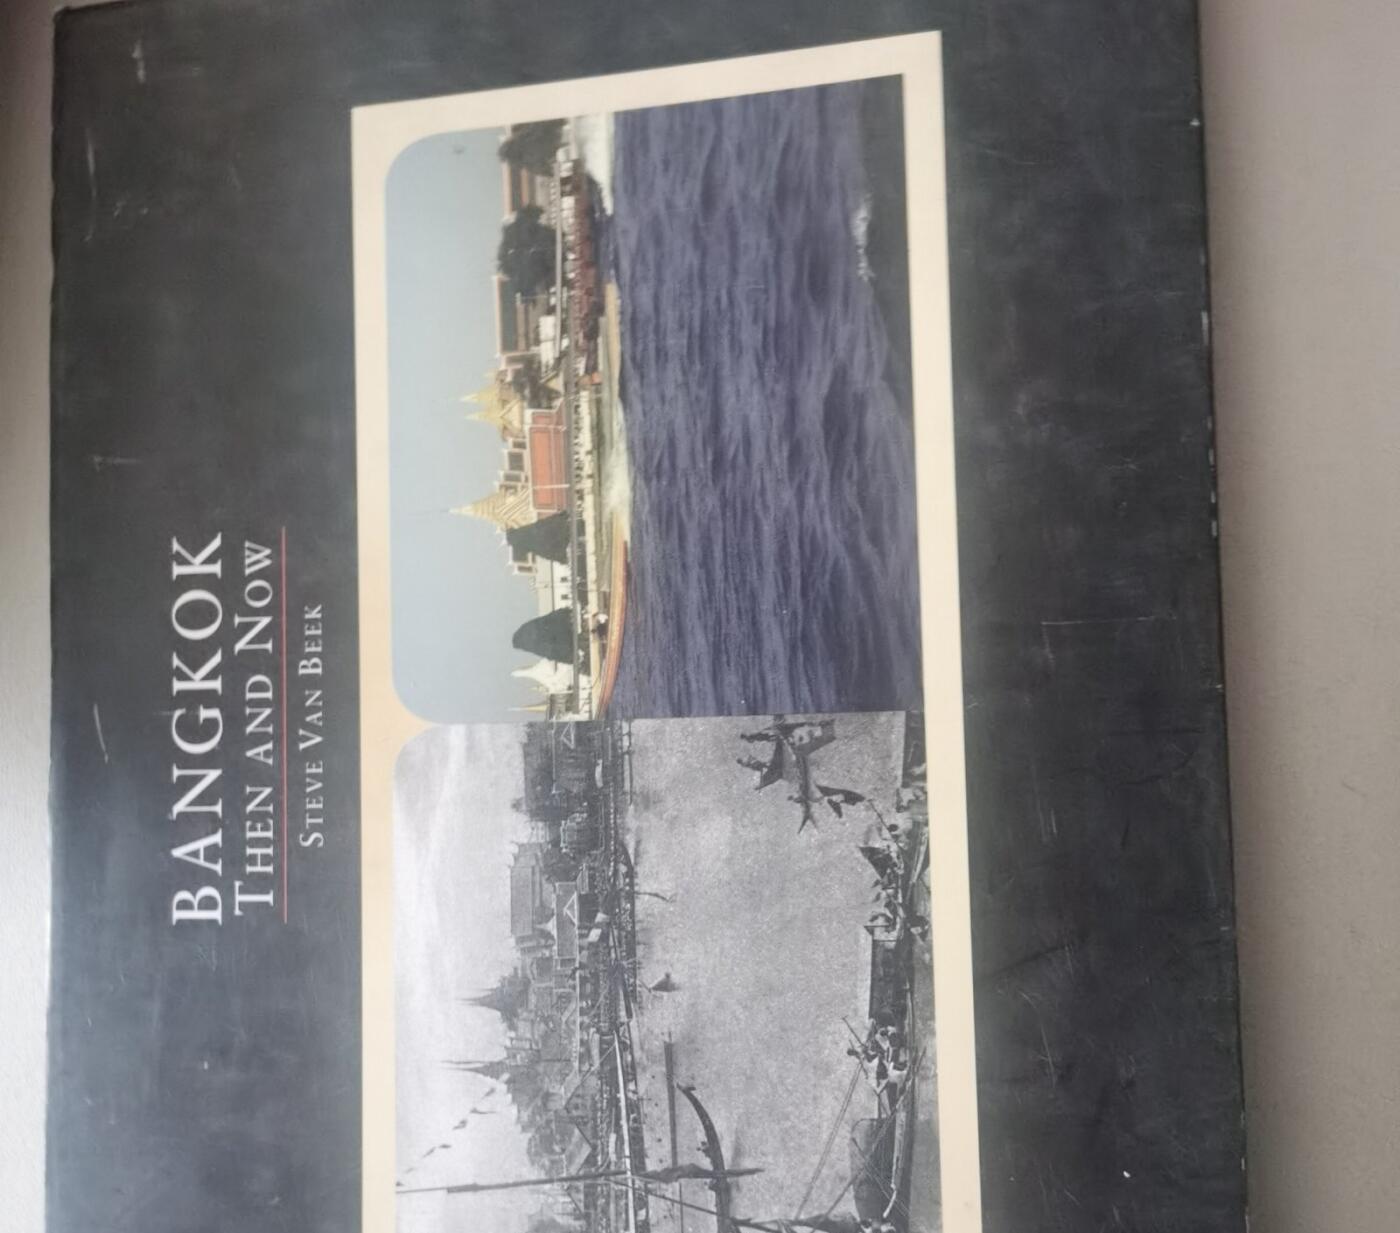 BANGKOK
THEN AND NOW
STEVE VAN BEEK